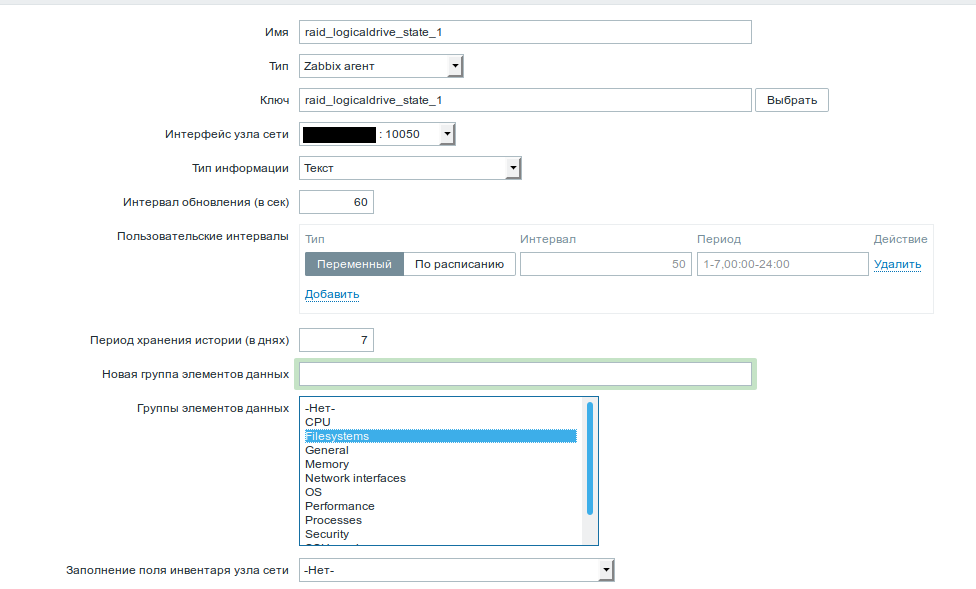 Имя raid_logicaldrive_state_1
Тип Zabbix агент
Ключ raid_logicaldrive_state_1 Выбрать
Интерфейс узла сети : 10050
Тип информации Текст
Интервал обновления (в сек) 60
Пользовательские интервалы Тип Интервал Период Действие
Переменный По расписанию 50 1-7,00:00-24:00 Удалить
Добавить
Период хранения истории (в днях) 7
Новая группа элементов данных
Группы элементов данных
-Нет-
CPU
Filesystems
General
Memory
Network interfaces
OS
Performance
Processes
Security
Заполнение поля инвентаря узла сети -Нет-